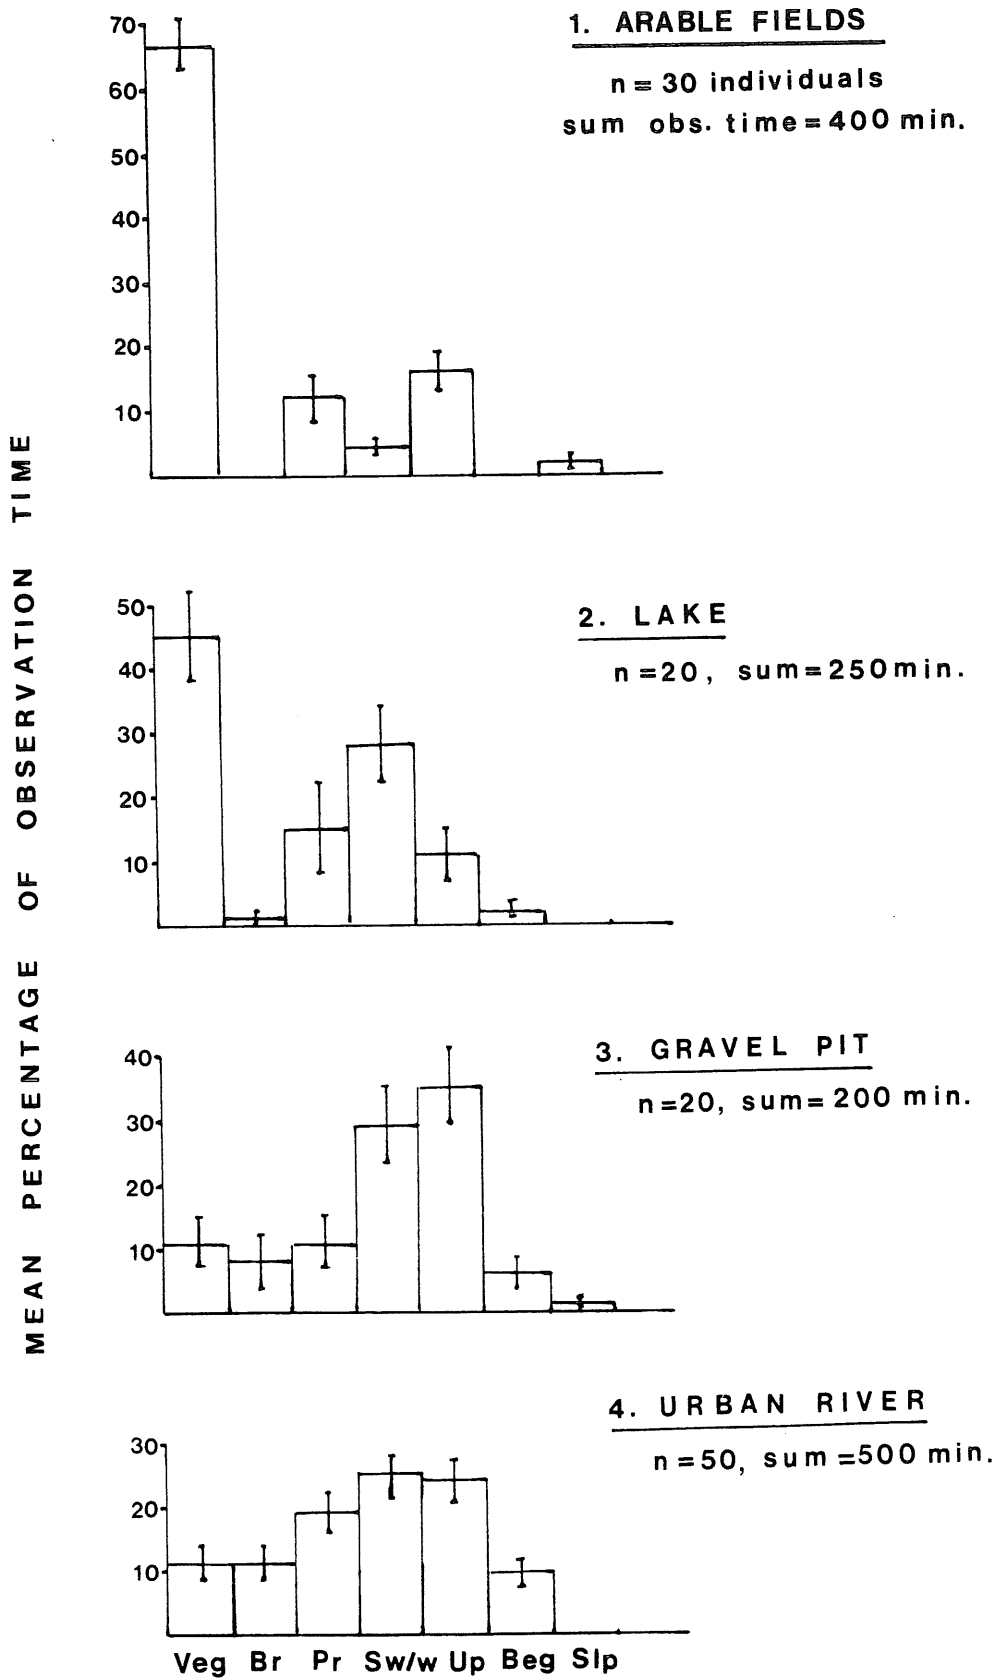 MEAN PERCENTAGE OF OBSERVATION TIME
1. ARABLE FIELDS
n = 30 individuals
sum obs. time = 400 min.
70
60
50
40
30
20
10
2. LAKE
n = 20, sum = 250 min.
50
40
30
20
10
3. GRAVEL PIT
n = 20, sum = 200 min.
40
30
20
10
4. URBAN RIVER
n = 50, sum = 500 min.
30
20
10
Veg Br Pr Sw/w Up Beg Slp